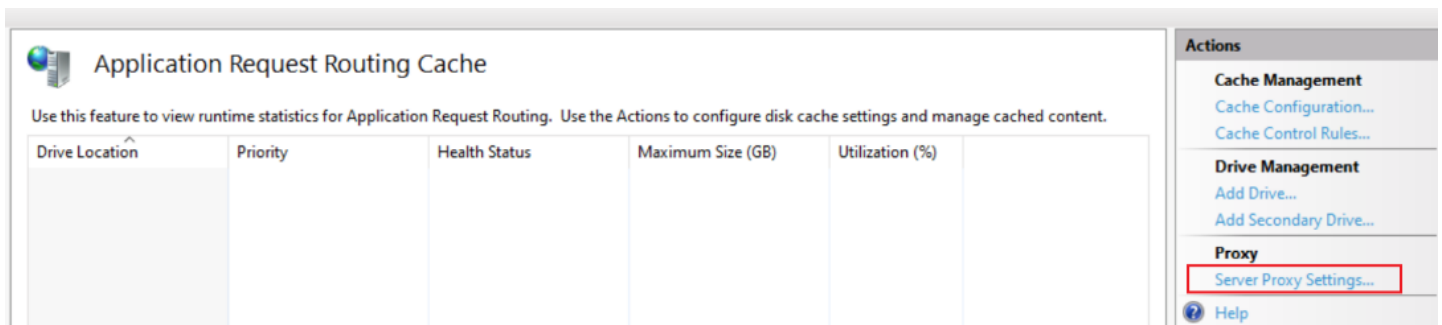 Application Request Routing Cache
Use this feature to view runtime statistics for Application Request Routing. Use the Actions to configure disk cache settings and manage cached content.
Drive Location Priority Health Status Maximum Size (GB) Utilization (%)
Actions
Cache Management
Cache Configuration...
Cache Control Rules...
Drive Management
Add Drive...
Add Secondary Drive...
Proxy
Server Proxy Settings...
Help